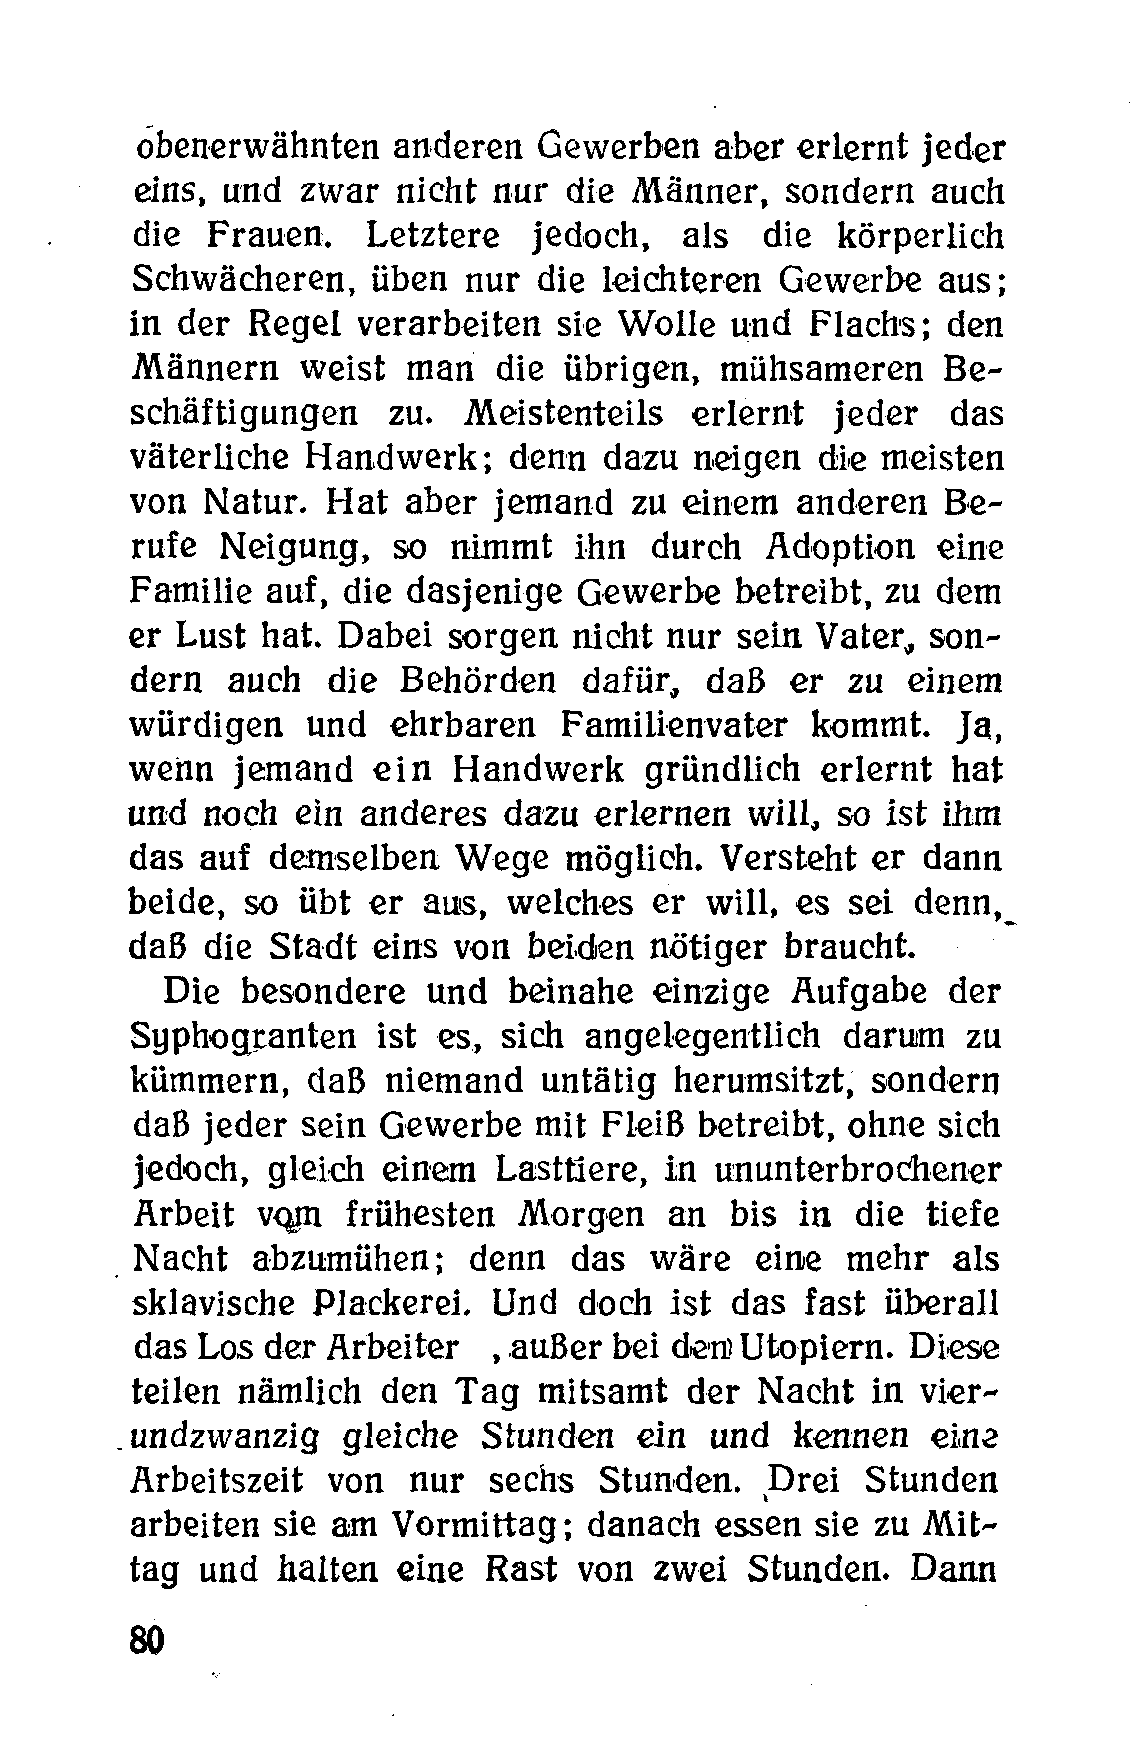 obenerwähnten anderen Gewerben aber erlernt jeder
eins, und zwar nicht nur die Männer, sondern auch
die Frauen. Letztere jedoch, als die körperlich
Schwächeren, üben nur die leichteren Gewerbe aus;
in der Regel verarbeiten sie Wolle und Flachs; den
Männern weist man die übrigen, mühsameren Be-
schäftigungen zu. Meistenteils erlernt jeder das
väterliche Handwerk; denn dazu neigen die meisten
von Natur. Hat aber jemand zu einem anderen Be-
rufe Neigung, so nimmt ihn durch Adoption eine
Familie auf, die dasjenige Gewerbe betreibt, zu dem
er Lust hat. Dabei sorgen nicht nur sein Vater, son-
dern auch die Behörden dafür, daß er zu einem
würdigen und ehrbaren Familienvater kommt. Ja,
wenn jemand ein Handwerk gründlich erlernt hat
und noch ein anderes dazu erlernen will, so ist ihm
das auf demselben Wege möglich. Versteht er dann
beide, so übt er aus, welches er will, es sei denn,
daß die Stadt eins von beiden nötiger braucht.
Die besondere und beinahe einzige Aufgabe der
Syphogranten ist es, sich angelegentlich darum zu
kümmern, daß niemand untätig herumsitzt, sondern
daß jeder sein Gewerbe mit Fleiß betreibt, ohne sich
jedoch, gleich einem Lasttiere, in ununterbrochener
Arbeit vom frühesten Morgen an bis in die tiefe
Nacht abzumühen; denn das wäre eine mehr als
sklavische Plackerei. Und doch ist das fast überall
das Los der Arbeiter , außer bei den Utopiern. Diese
teilen nämlich den Tag mitsamt der Nacht in vier-
undzwanzig gleiche Stunden ein und kennen eine
Arbeitszeit von nur sechs Stunden. Drei Stunden
arbeiten sie am Vormittag; danach essen sie zu Mit-
tag und halten eine Rast von zwei Stunden. Dann
80